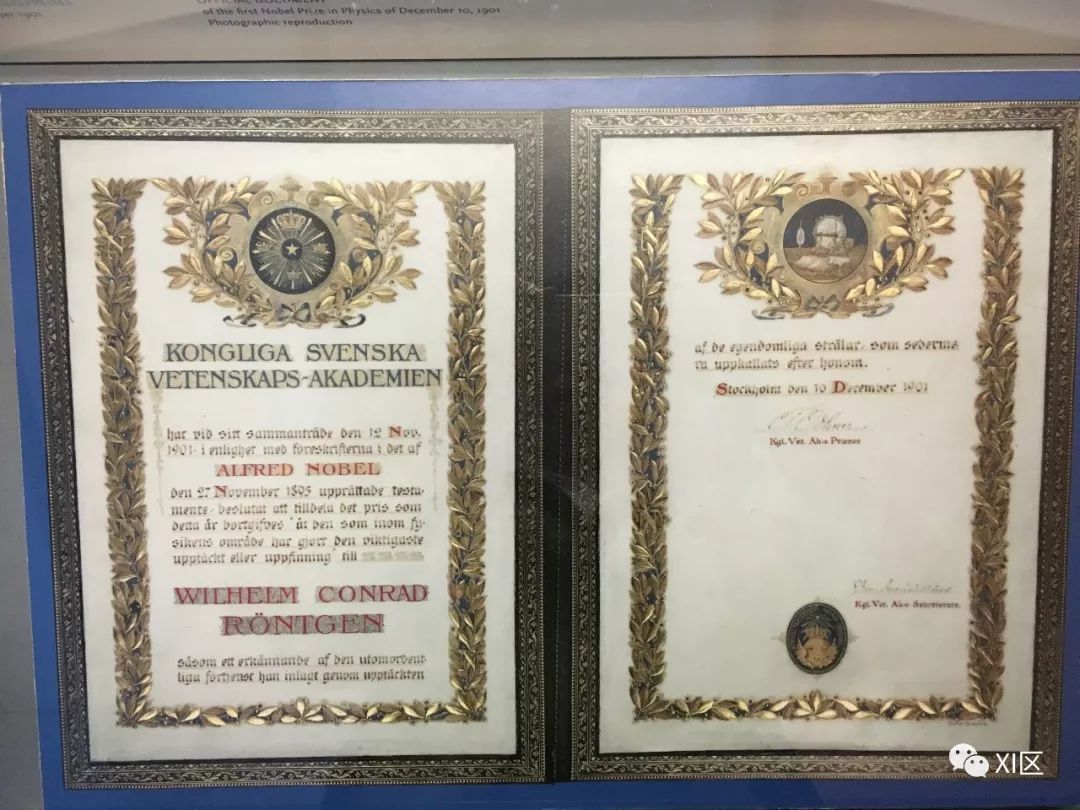 OFFICIAL DOCUMENT
of the first Nobel Prize in Physics of December 10, 1901
Photographic reproduction
KONGLIGA SVENSKA
VETENSKAPS-AKADEMIEN
har vid sitt sammanträde den 12 Nov.
1901 i enlighet med föreskrifterna i det af
ALFRED NOBEL
den 27 November 1895 upprättade testa-
mente beslutat att tilldela det pris som
detta år bortgifves åt den som inom fy-
sikens område har gjort den viktigaste
upptäckt eller uppfinning till
WILHELM CONRAD
RÖNTGEN
såsom ett erkännande af den utomordent-
liga förtjenst han inlagt genom upptäckten
af de egendomliga strålar, som sederme-
ra uppkallats efter honom.
Stockholm den 10 December 1901
Kgl. Vet. Ak:s Præses
Kgl. Vet. Ak:s Sekreterare.
XI区